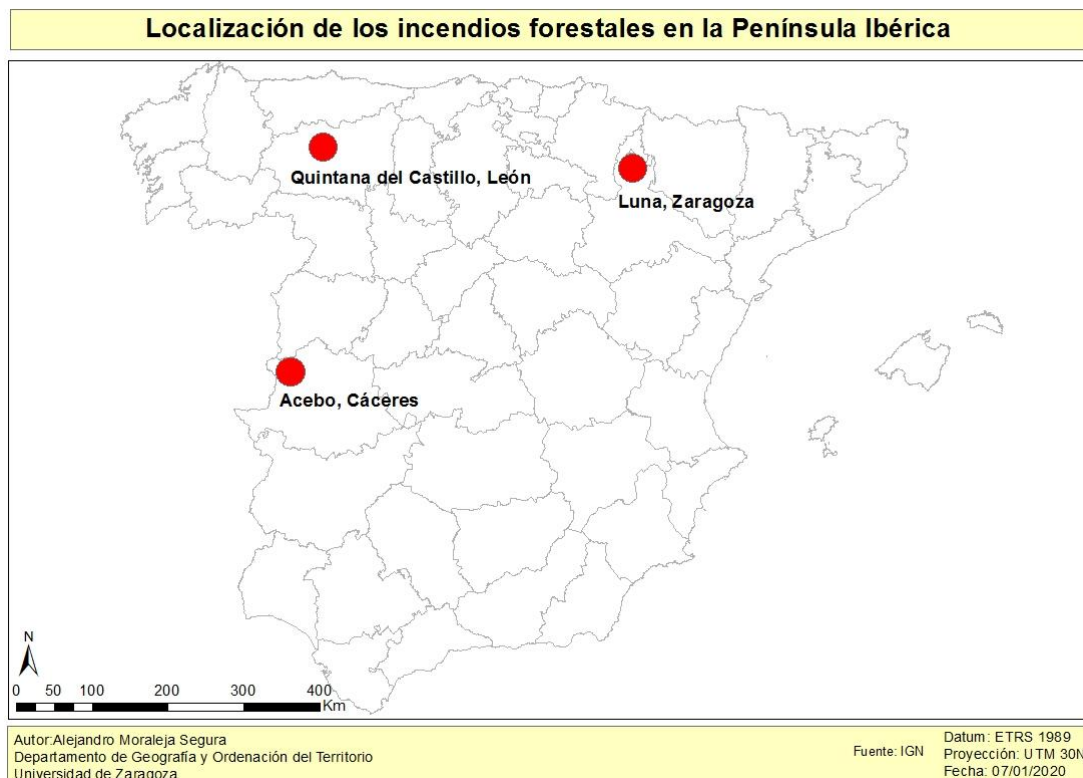 Localización de los incendios forestales en la Península Ibérica
Quintana del Castillo, León
Luna, Zaragoza
Acebo, Cáceres
N
0 50 100 200 300 400
Km
Autor:Alejandro Moraleja Segura
Departamento de Geografía y Ordenación del Territorio
Universidad de Zaragoza
Fuente: IGN
Datum: ETRS 1989
Proyección: UTM 30N
Fecha: 07/01/2020